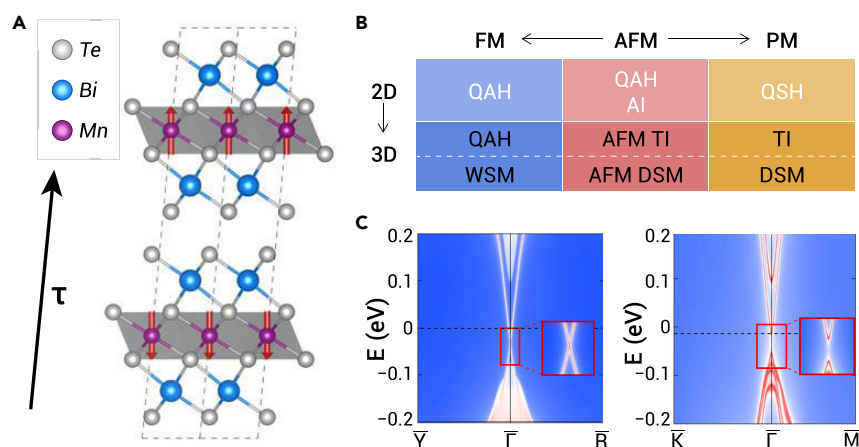 A
Te
Bi
Mn
τ
B
FM AFM PM
2D QAH QAH AI QSH
3D QAH AFM TI TI
WSM AFM DSM DSM
C
0.2
0.1
0
−0.1
−0.2
E (eV)
Y̅ Γ̅ R̅
0.2
0.1
0
−0.1
−0.2
E (eV)
K̅ Γ̅ M̅